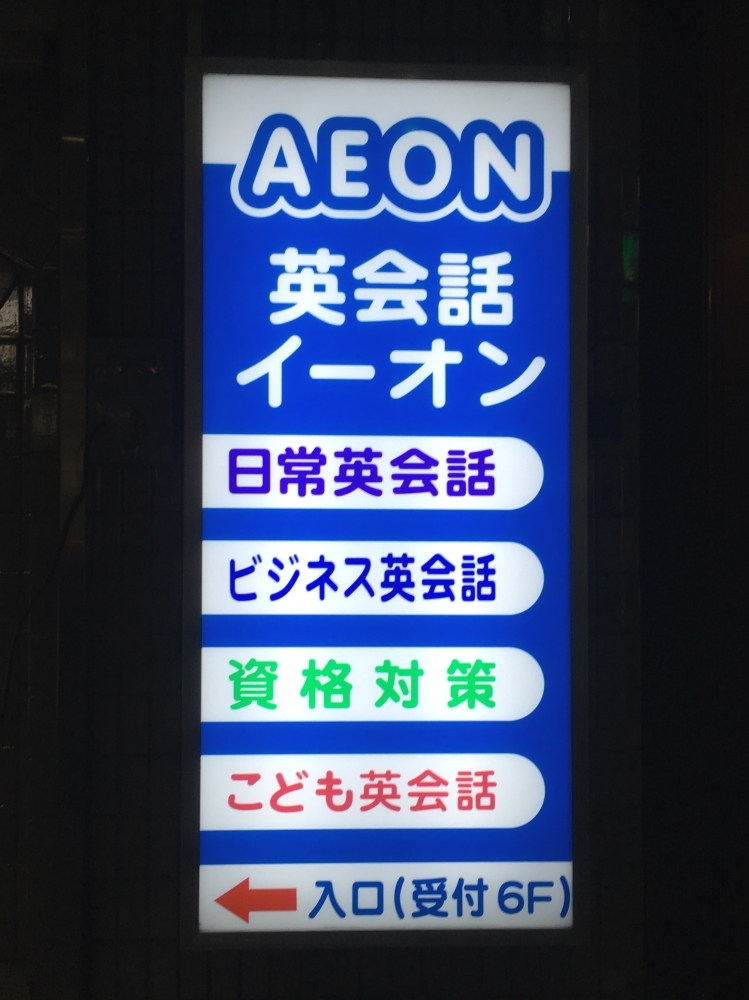 AEON
英会話
イーオン
日常英会話
ビジネス英会話
資格対策
こども英会話
入口(受付6F)